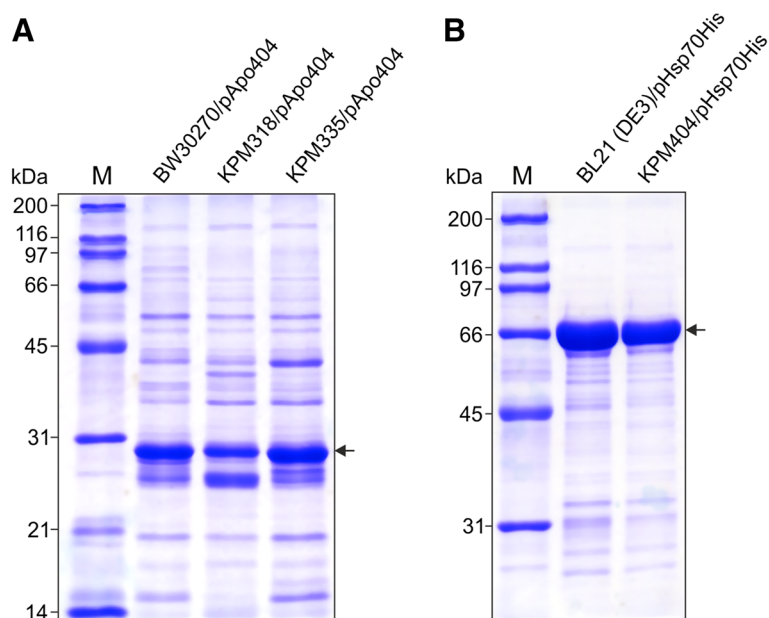 A
BW30270/pApo404
KPM318/pApo404
KPM335/pApo404
kDa
M
200
116
97
66
45
31
21
14
B
BL21 (DE3)/pHsp70His
KPM404/pHsp70His
kDa
M
200
116
97
66
45
31